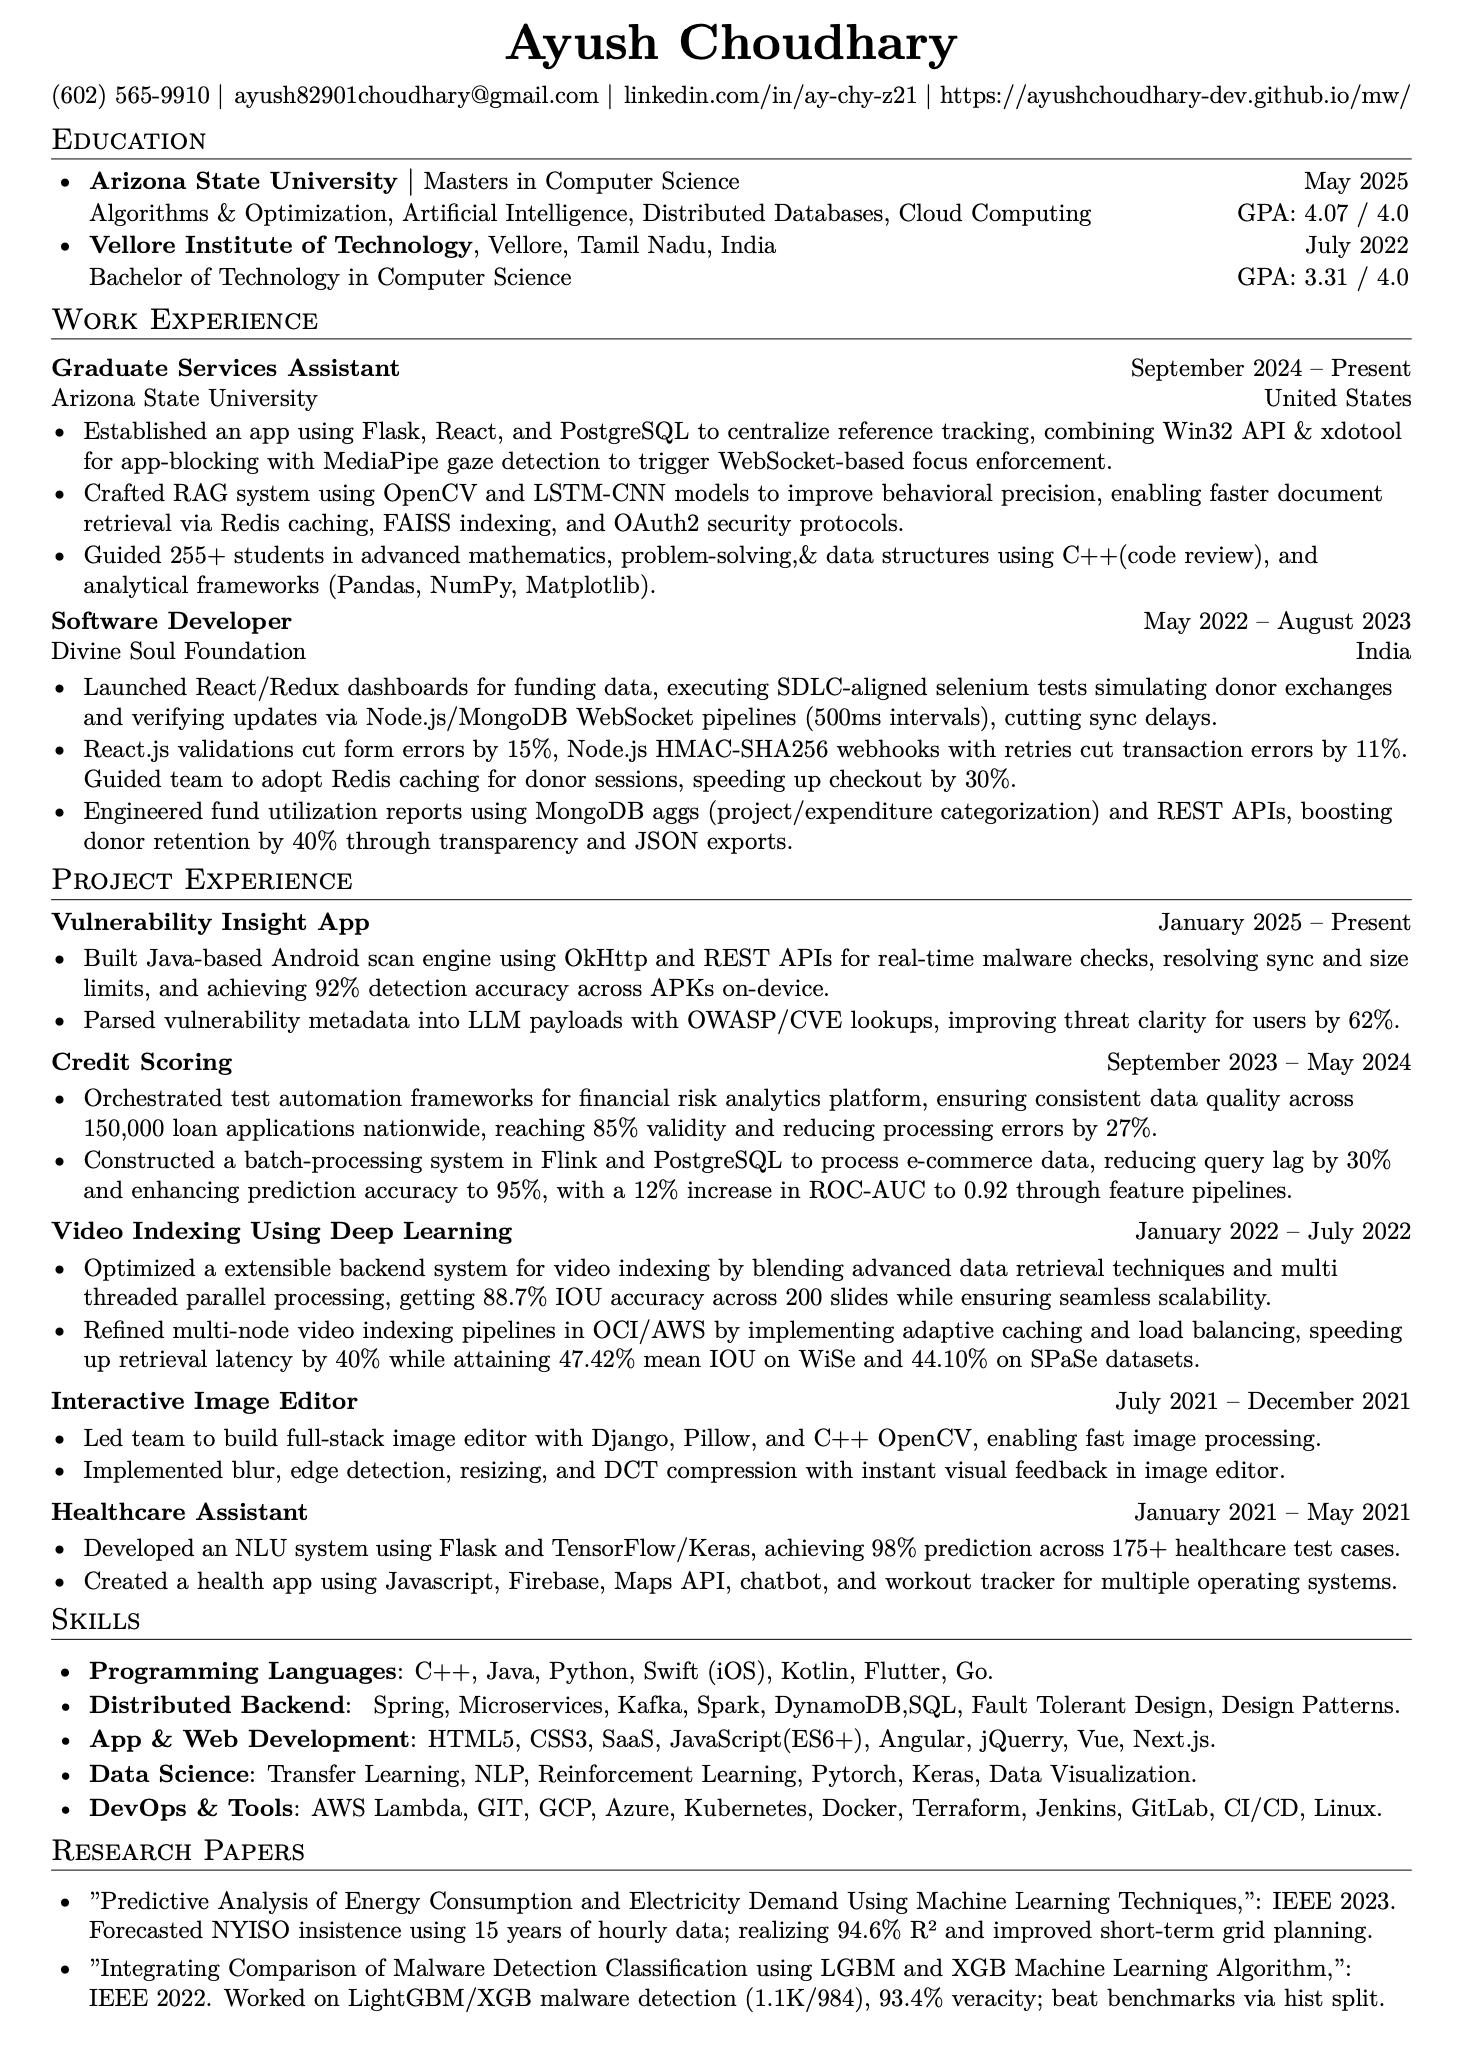 Ayush Choudhary
(602) 565-9910 | ayush82901choudhary@gmail.com | linkedin.com/in/ay-chy-z21 | https://ayushchoudhary-dev.github.io/mw/
Education
• Arizona State University | Masters in Computer Science May 2025
Algorithms & Optimization, Artificial Intelligence, Distributed Databases, Cloud Computing GPA: 4.07 / 4.0
• Vellore Institute of Technology, Vellore, Tamil Nadu, India July 2022
Bachelor of Technology in Computer Science GPA: 3.31 / 4.0
Work Experience
Graduate Services Assistant September 2024 – Present
Arizona State University United States
• Established an app using Flask, React, and PostgreSQL to centralize reference tracking, combining Win32 API & xdotool
for app-blocking with MediaPipe gaze detection to trigger WebSocket-based focus enforcement.
• Crafted RAG system using OpenCV and LSTM-CNN models to improve behavioral precision, enabling faster document
retrieval via Redis caching, FAISS indexing, and OAuth2 security protocols.
• Guided 255+ students in advanced mathematics, problem-solving,& data structures using C++(code review), and
analytical frameworks (Pandas, NumPy, Matplotlib).
Software Developer May 2022 – August 2023
Divine Soul Foundation India
• Launched React/Redux dashboards for funding data, executing SDLC-aligned selenium tests simulating donor exchanges
and verifying updates via Node.js/MongoDB WebSocket pipelines (500ms intervals), cutting sync delays.
• React.js validations cut form errors by 15%, Node.js HMAC-SHA256 webhooks with retries cut transaction errors by 11%.
Guided team to adopt Redis caching for donor sessions, speeding up checkout by 30%.
• Engineered fund utilization reports using MongoDB aggs (project/expenditure categorization) and REST APIs, boosting
donor retention by 40% through transparency and JSON exports.
Project Experience
Vulnerability Insight App January 2025 – Present
• Built Java-based Android scan engine using OkHttp and REST APIs for real-time malware checks, resolving sync and size
limits, and achieving 92% detection accuracy across APKs on-device.
• Parsed vulnerability metadata into LLM payloads with OWASP/CVE lookups, improving threat clarity for users by 62%.
Credit Scoring September 2023 – May 2024
• Orchestrated test automation frameworks for financial risk analytics platform, ensuring consistent data quality across
150,000 loan applications nationwide, reaching 85% validity and reducing processing errors by 27%.
• Constructed a batch-processing system in Flink and PostgreSQL to process e-commerce data, reducing query lag by 30%
and enhancing prediction accuracy to 95%, with a 12% increase in ROC-AUC to 0.92 through feature pipelines.
Video Indexing Using Deep Learning January 2022 – July 2022
• Optimized a extensible backend system for video indexing by blending advanced data retrieval techniques and multi
threaded parallel processing, getting 88.7% IOU accuracy across 200 slides while ensuring seamless scalability.
• Refined multi-node video indexing pipelines in OCI/AWS by implementing adaptive caching and load balancing, speeding
up retrieval latency by 40% while attaining 47.42% mean IOU on WiSe and 44.10% on SPaSe datasets.
Interactive Image Editor July 2021 – December 2021
• Led team to build full-stack image editor with Django, Pillow, and C++ OpenCV, enabling fast image processing.
• Implemented blur, edge detection, resizing, and DCT compression with instant visual feedback in image editor.
Healthcare Assistant January 2021 – May 2021
• Developed an NLU system using Flask and TensorFlow/Keras, achieving 98% prediction across 175+ healthcare test cases.
• Created a health app using Javascript, Firebase, Maps API, chatbot, and workout tracker for multiple operating systems.
Skills
• Programming Languages: C++, Java, Python, Swift (iOS), Kotlin, Flutter, Go.
• Distributed Backend: Spring, Microservices, Kafka, Spark, DynamoDB,SQL, Fault Tolerant Design, Design Patterns.
• App & Web Development: HTML5, CSS3, SaaS, JavaScript(ES6+), Angular, jQuerry, Vue, Next.js.
• Data Science: Transfer Learning, NLP, Reinforcement Learning, Pytorch, Keras, Data Visualization.
• DevOps & Tools: AWS Lambda, GIT, GCP, Azure, Kubernetes, Docker, Terraform, Jenkins, GitLab, CI/CD, Linux.
Research Papers
• ”Predictive Analysis of Energy Consumption and Electricity Demand Using Machine Learning Techniques,”: IEEE 2023.
Forecasted NYISO insistence using 15 years of hourly data; realizing 94.6% R² and improved short-term grid planning.
• ”Integrating Comparison of Malware Detection Classification using LGBM and XGB Machine Learning Algorithm,”:
IEEE 2022. Worked on LightGBM/XGB malware detection (1.1K/984), 93.4% veracity; beat benchmarks via hist split.